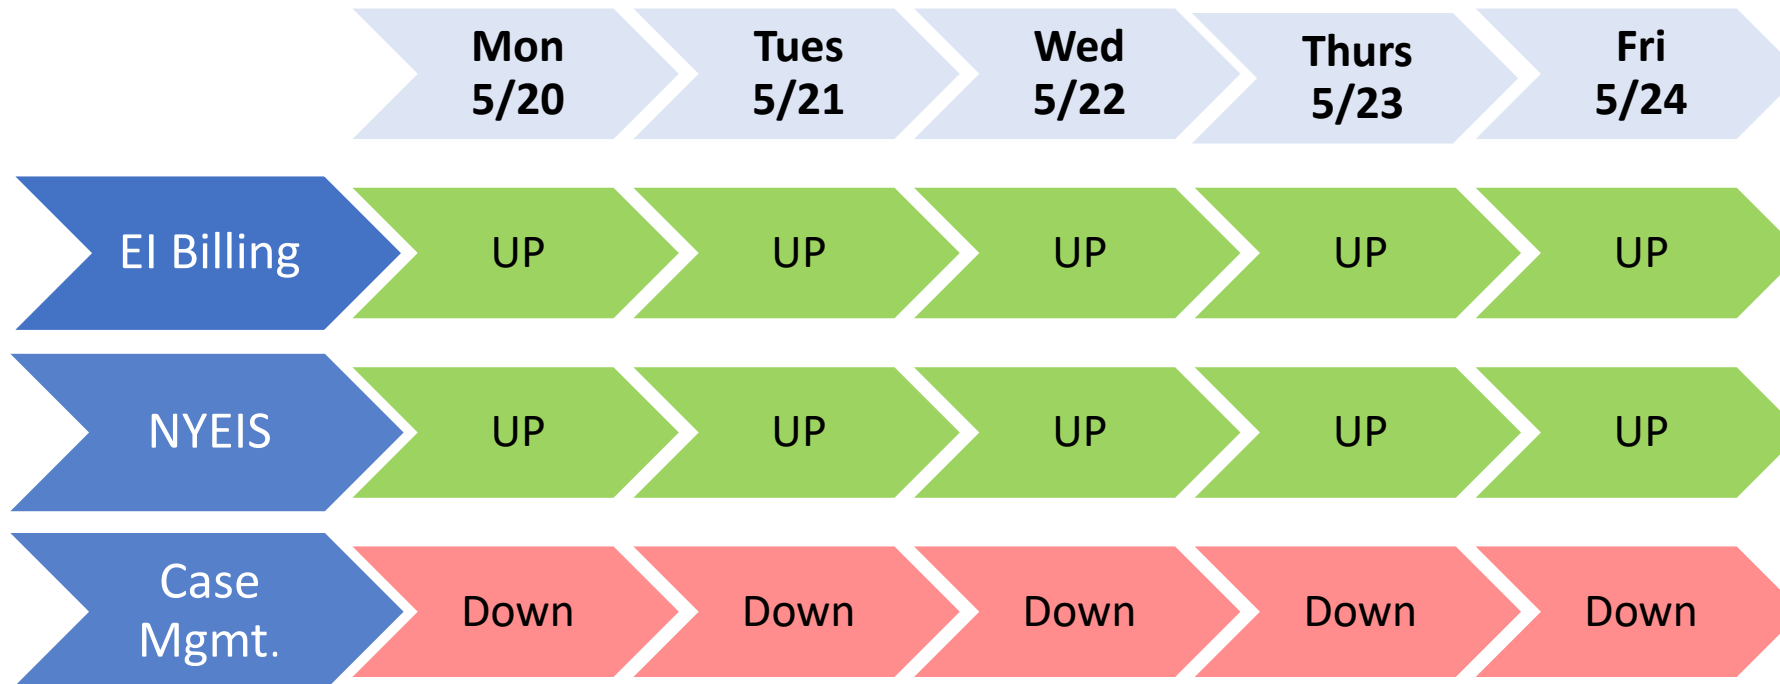 Mon
5/20
Tues
5/21
Wed
5/22
Thurs
5/23
Fri
5/24
EI Billing
UP
UP
UP
UP
UP
NYEIS
UP
UP
UP
UP
UP
Case
Mgmt.
Down
Down
Down
Down
Down